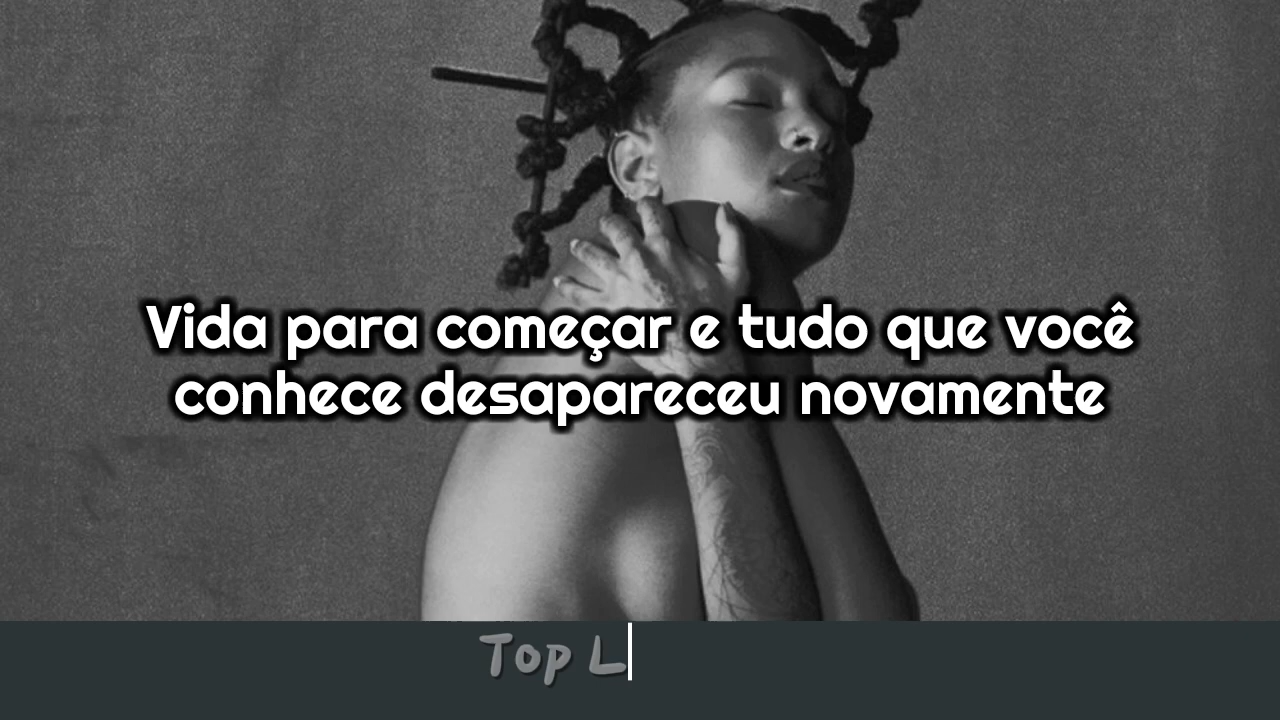 Vida para começar e tudo que você
conhece desapareceu novamente
Top L